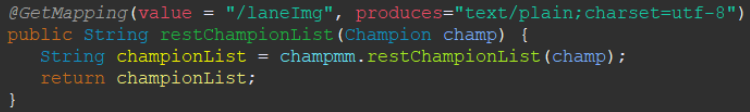 @GetMapping(value = "/laneImg", produces="text/plain;charset=utf-8")
public String restChampionList(Champion champ) {
String championList = champmm.restChampionList(champ);
return championList;
}